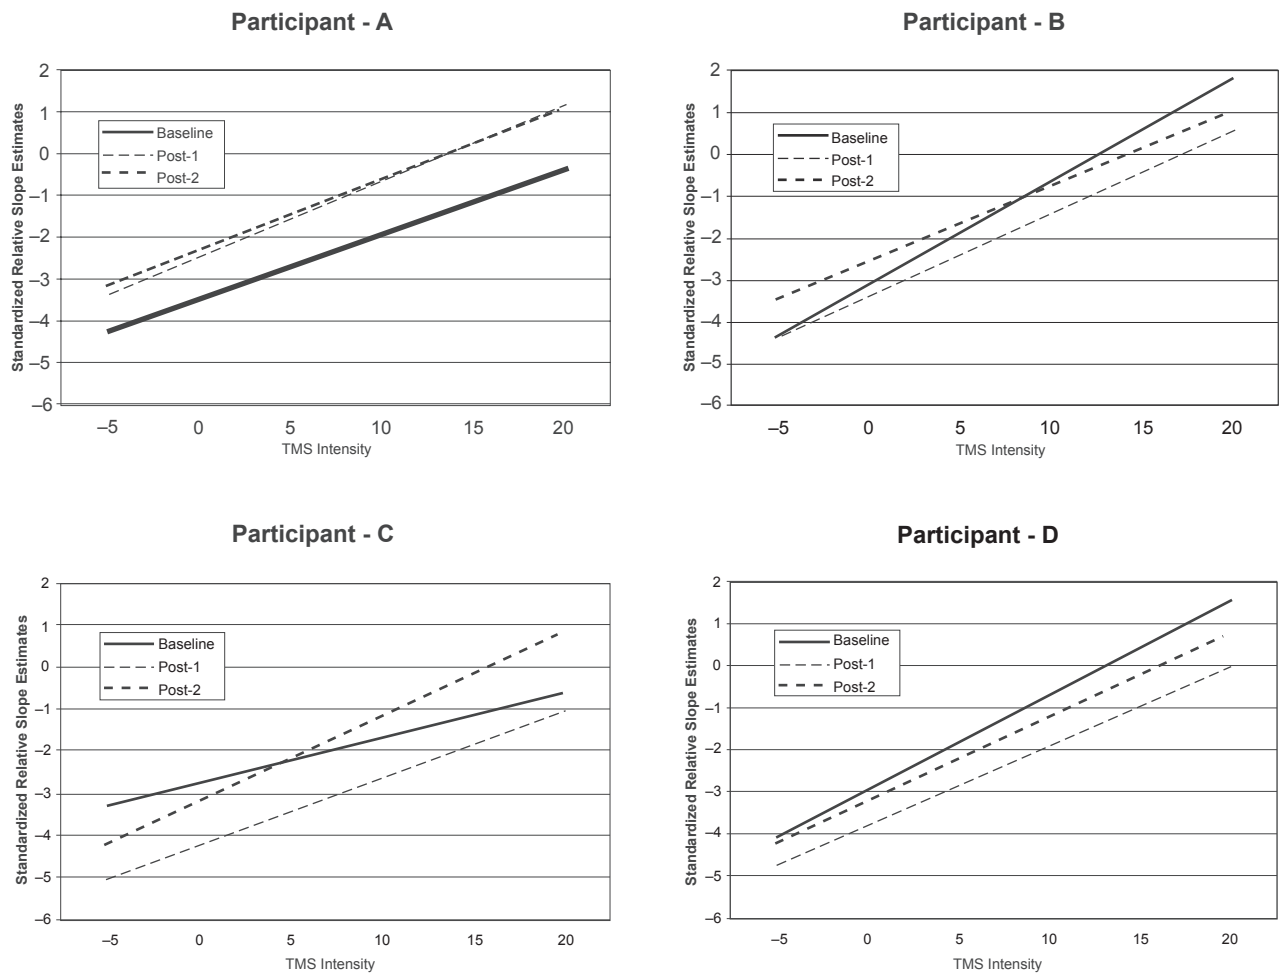 Participant - A
Standardized Relative Slope Estimates
2
1
0
–1
–2
–3
–4
–5
–6
Baseline
Post-1
Post-2
–5 0 5 10 15 20
TMS Intensity
Participant - B
Standardized Relative Slope Estimates
2
1
0
–1
–2
–3
–4
–5
–6
Baseline
Post-1
Post-2
–5 0 5 10 15 20
TMS Intensity
Participant - C
Standardized Relative Slope Estimates
2
1
0
–1
–2
–3
–4
–5
–6
Baseline
Post-1
Post-2
–5 0 5 10 15 20
TMS Intensity
Participant - D
Standardized Relative Slope Estimates
2
1
0
–1
–2
–3
–4
–5
–6
Baseline
Post-1
Post-2
–5 0 5 10 15 20
TMS Intensity